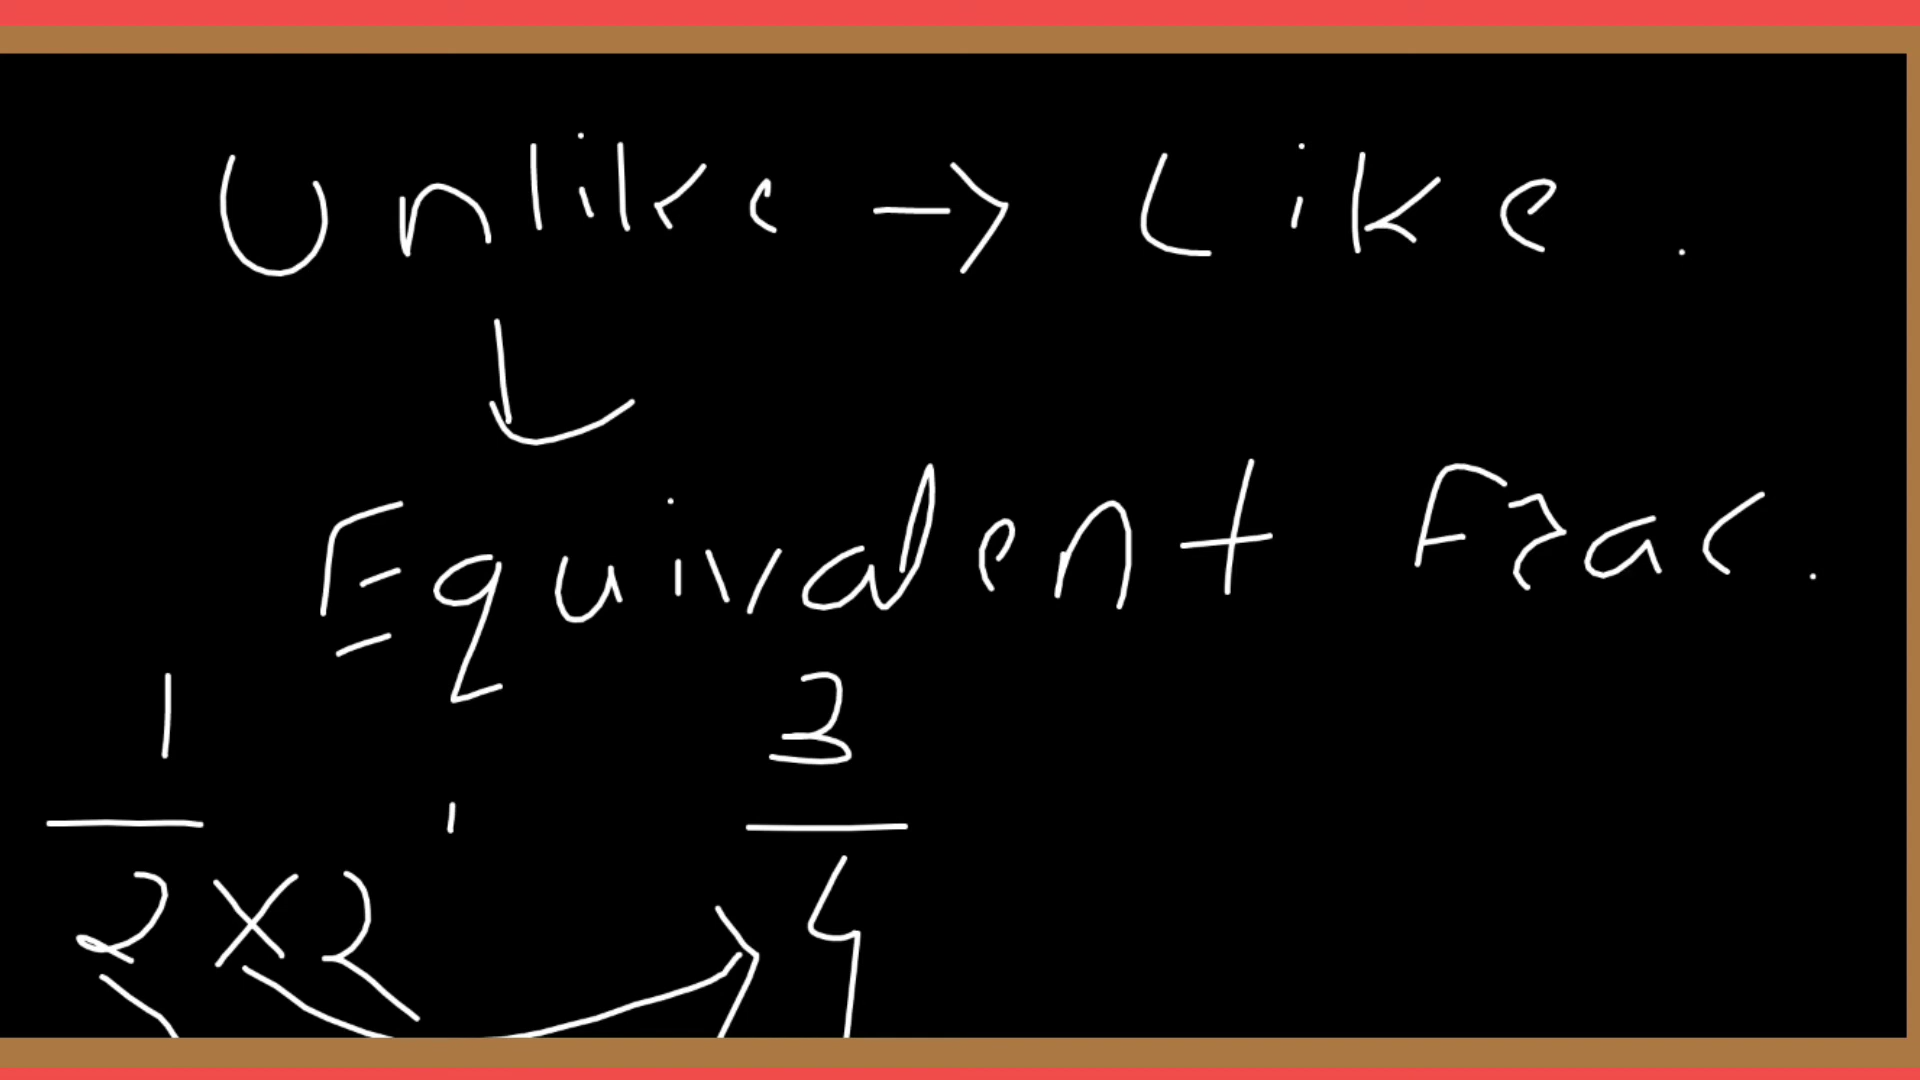 Unlike → Like.
Equivalent Frac.
1 , 3
2 × 2 4